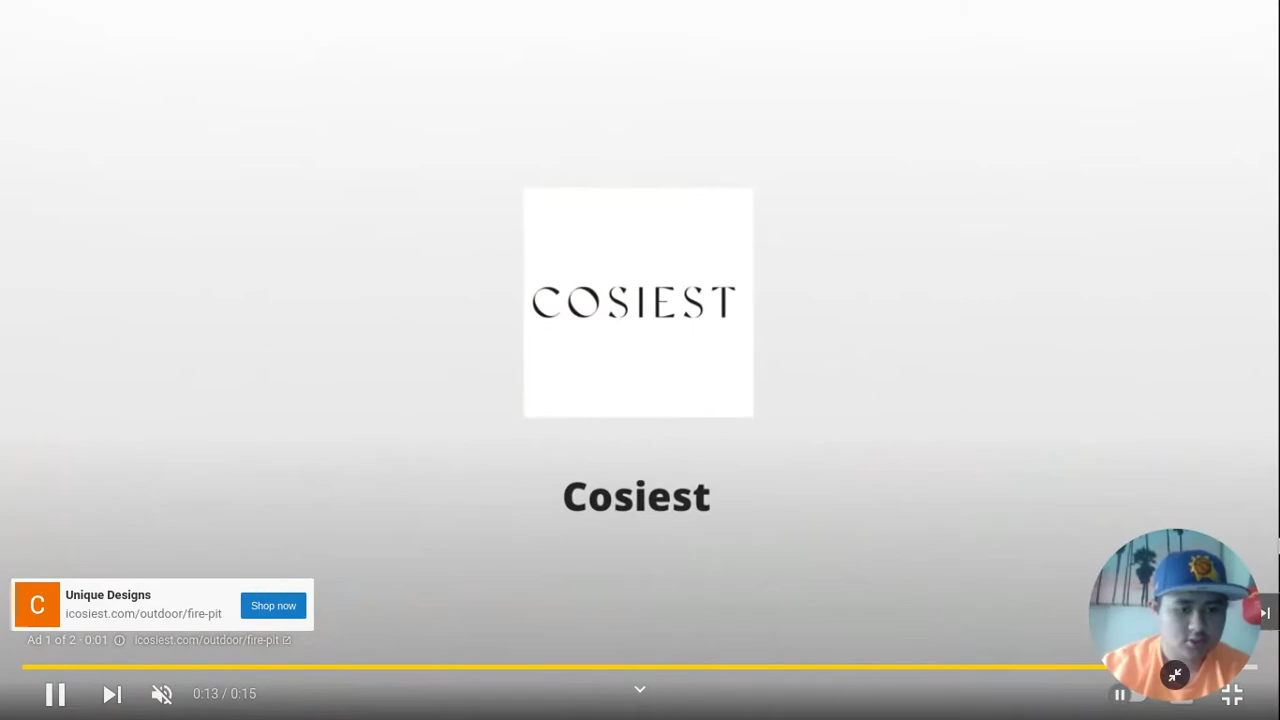 COSIEST
Cosiest
C
Unique Designs
icosiest.com/outdoor/fire-pit
Shop now
Ad 1 of 2 · 0:01
icosiest.com/outdoor/fire-pit
0:13 / 0:15